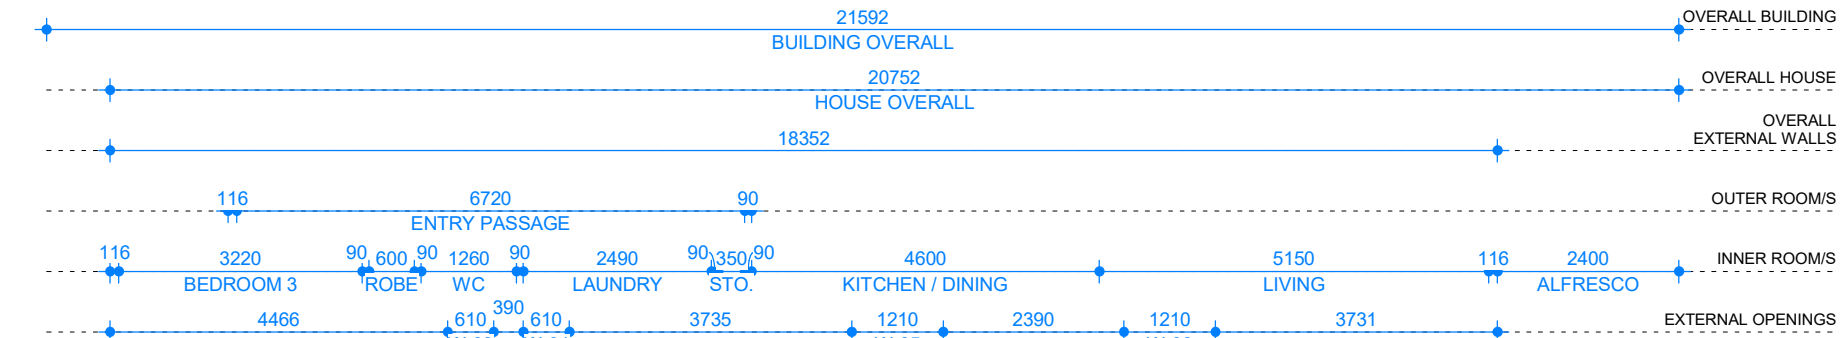 21592
OVERALL BUILDING
BUILDING OVERALL
20752
OVERALL HOUSE
HOUSE OVERALL
OVERALL
EXTERNAL WALLS
18352
116 6720 90
OUTER ROOM/S
ENTRY PASSAGE
116 3220 90 600 90 1260 90 2490 90 350 90 4600 5150 116 2400
INNER ROOM/S
BEDROOM 3 ROBE WC LAUNDRY STO. KITCHEN / DINING LIVING ALFRESCO
4466 610 390 610 3735 1210 2390 1210 3731
EXTERNAL OPENINGS